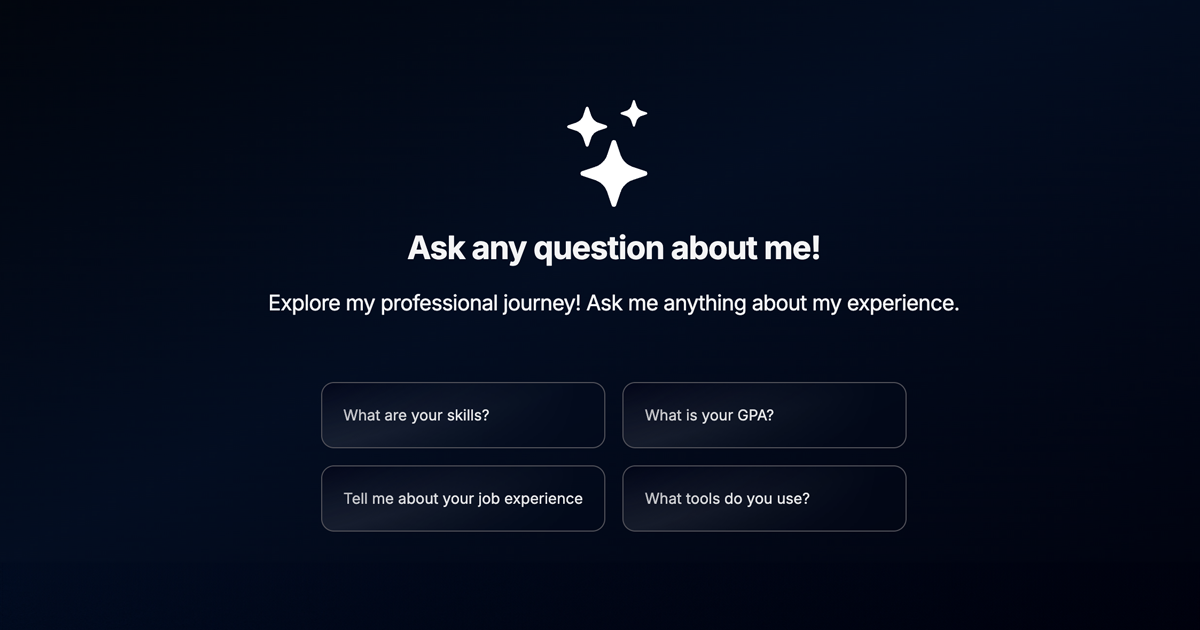 Ask any question about me!
Explore my professional journey! Ask me anything about my experience.
What are your skills?
What is your GPA?
Tell me about your job experience
What tools do you use?